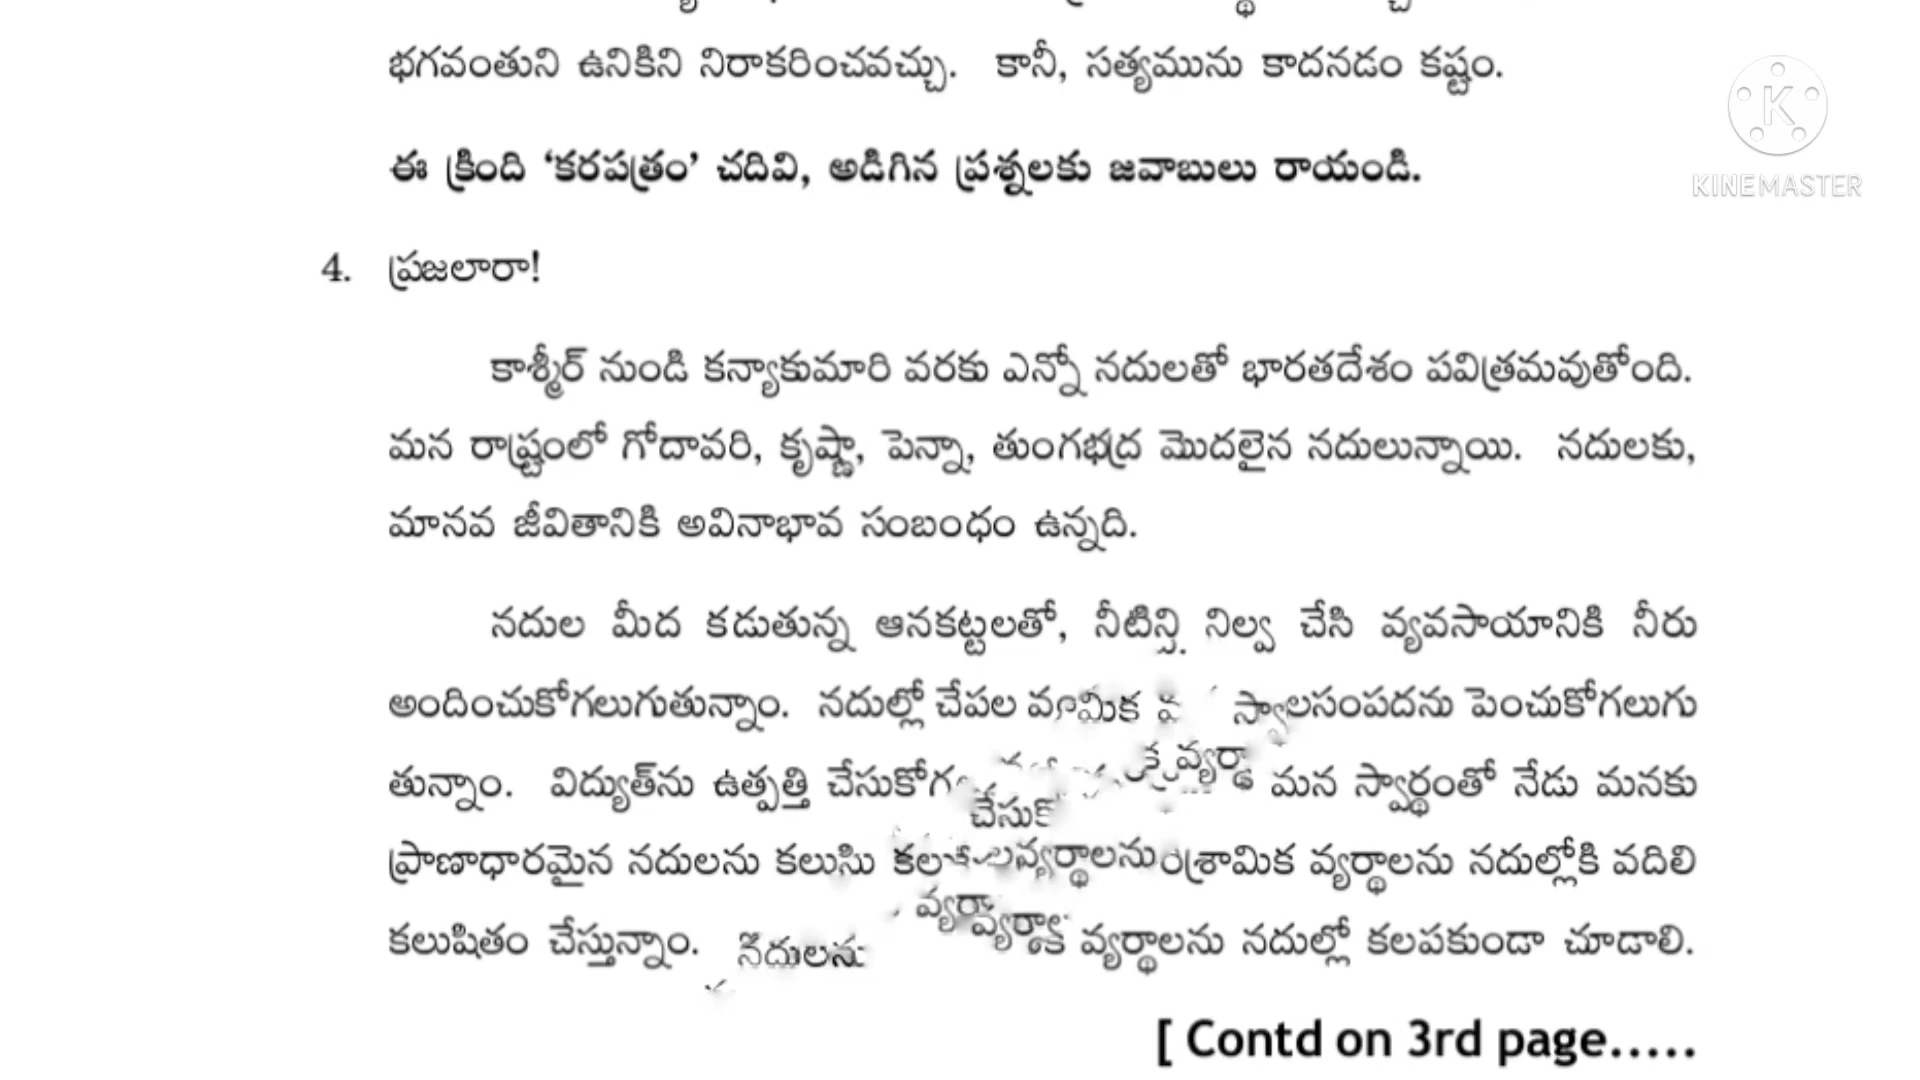 భగవంతుని ఉనికిని నిరాకరించవచ్చు. కానీ, సత్యమును కాదనడం కష్టం.
K
KINEMASTER
ఈ క్రింది ‘కరపత్రం’ చదివి, అడిగిన ప్రశ్నలకు జవాబులు రాయండి.
4. ప్రజలారా!
కాశ్మీర్ నుండి కన్యాకుమారి వరకు ఎన్నో నదులతో భారతదేశం పవిత్రమవుతోంది.
మన రాష్ట్రంలో గోదావరి, కృష్ణా, పెన్నా, తుంగభద్ర మొదలైన నదులున్నాయి. నదులకు,
మానవ జీవితానికి అవినాభావ సంబంధం ఉన్నది.
నదుల మీద కడుతున్న ఆనకట్టలతో, నీటిని నిల్వ చేసి వ్యవసాయానికి నీరు
అందించుకోగలుగుతున్నాం. నదుల్లో చేపల సంపదను పెంచుకోగలుగు
తున్నాం. విద్యుత్‌ను ఉత్పత్తి మన స్వార్థంతో నేడు మనకు
చేసుకో
ప్రాణాధారమైన నదులను వ్యర్థాలను నదుల్లోకి వదిలి
కలుషితం చేస్తున్నాం. వ్యర్థాలను నదుల్లో కలపకుండా చూడాలి.
[ Contd on 3rd page.....